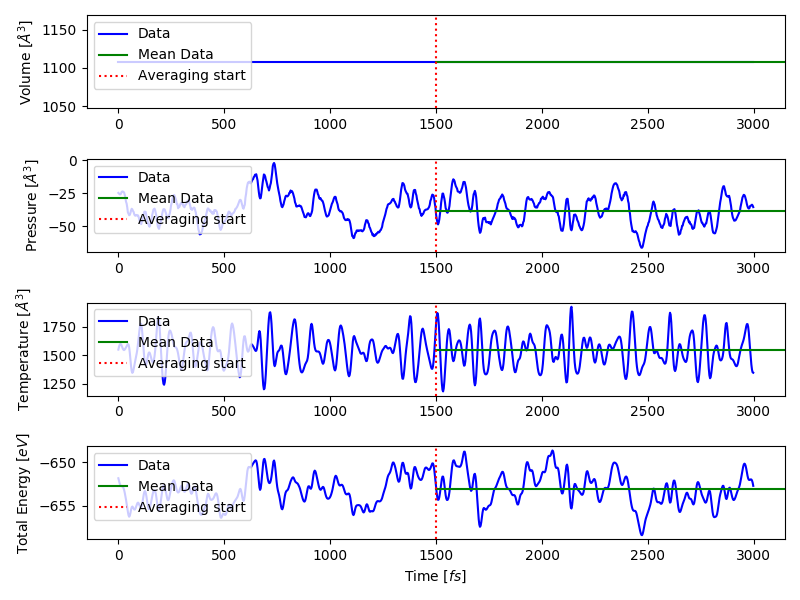 Volume [Å³]
1150
1100
1050
Data
Mean Data
Averaging start
0 500 1000 1500 2000 2500 3000
Pressure [Å³]
0
−25
−50
Data
Mean Data
Averaging start
0 500 1000 1500 2000 2500 3000
Temperature [Å³]
1750
1500
1250
Data
Mean Data
Averaging start
0 500 1000 1500 2000 2500 3000
Total Energy [eV]
−650
−655
Data
Mean Data
Averaging start
0 500 1000 1500 2000 2500 3000
Time [fs]